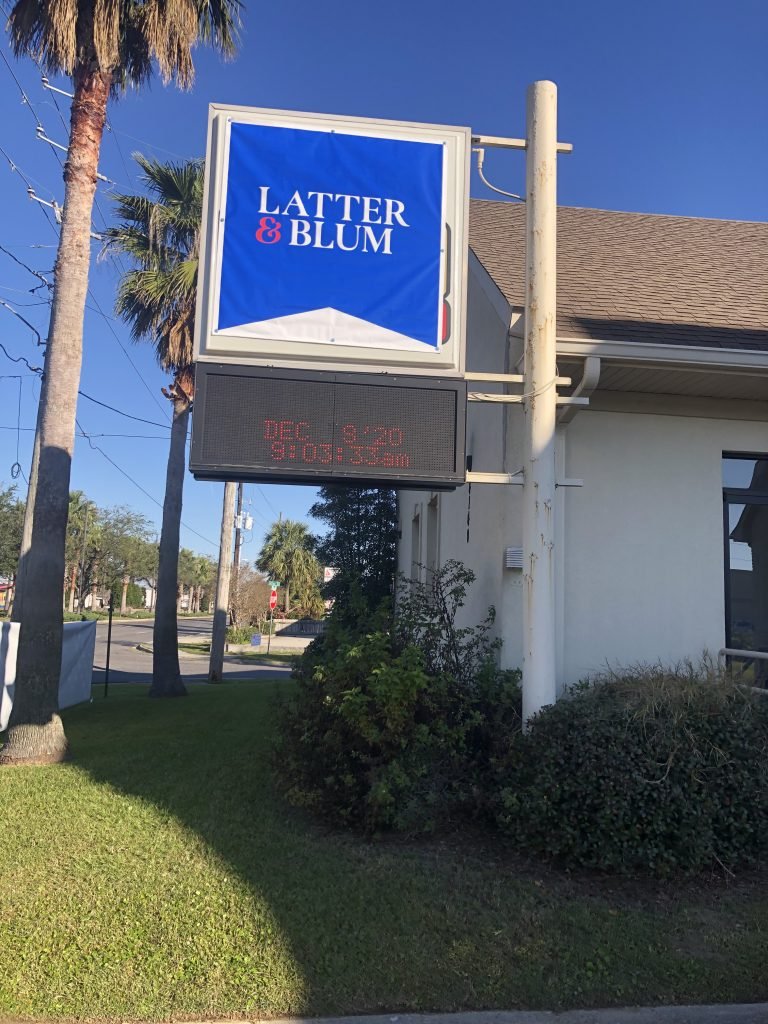 LATTER
& BLUM
DEC 9/20
9:03:33am